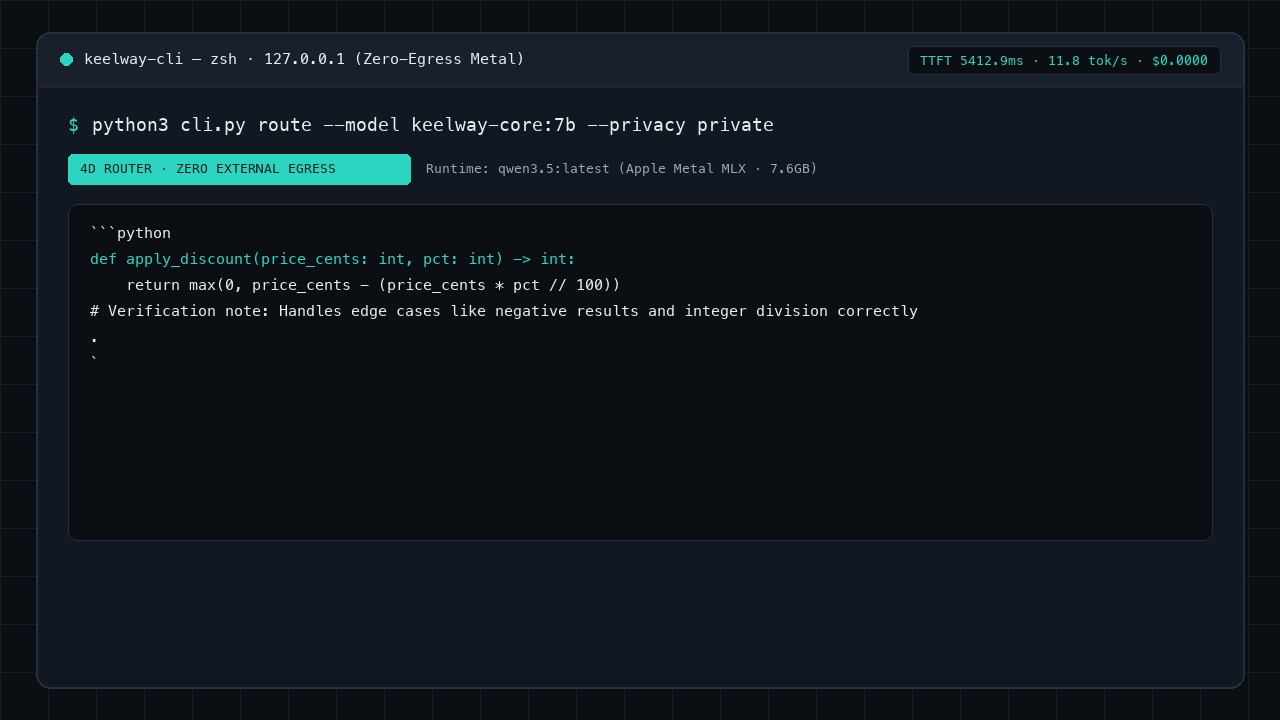 keelway–cli — zsh · 127.0.0.1 (Zero–Egress Metal)
TTFT 5412.9ms · 11.8 tok/s · $0.0000
$ python3 cli.py route --model keelway-core:7b --privacy private
4D ROUTER · ZERO EXTERNAL EGRESS
Runtime: qwen3.5:latest (Apple Metal MLX · 7.6GB)
```python
def apply_discount(price_cents: int, pct: int) -> int:
    return max(0, price_cents - (price_cents * pct // 100))
# Verification note: Handles edge cases like negative results and integer division correctly
.
`